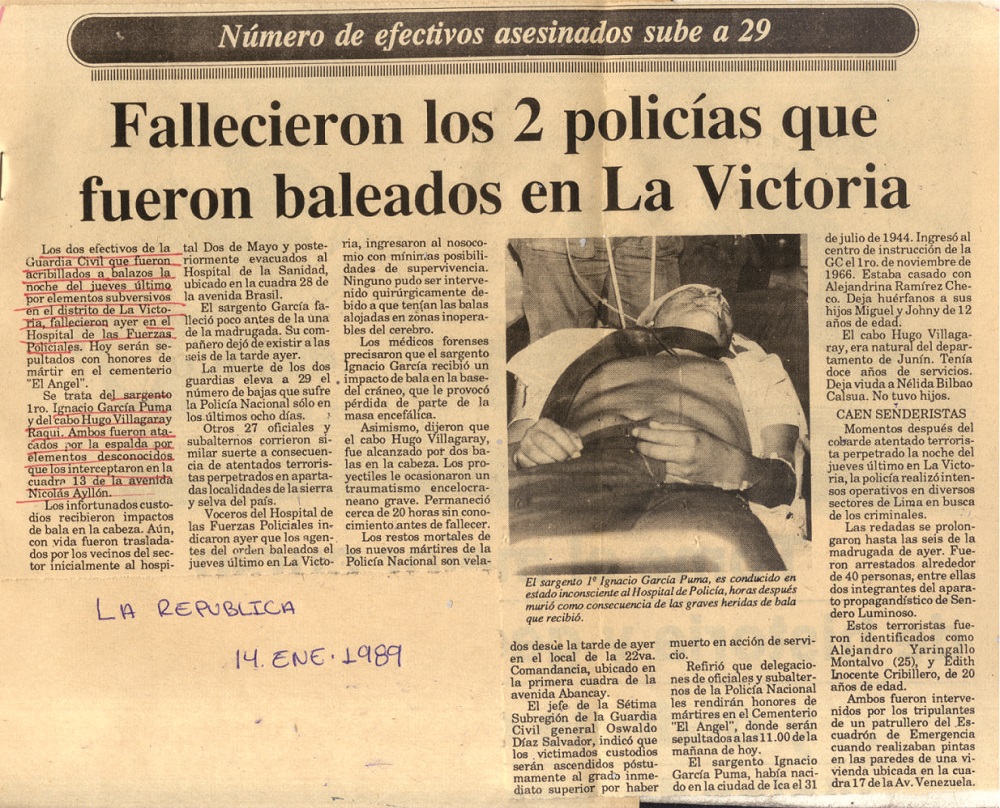 Número de efectivos asesinados sube a 29
Fallecieron los 2 policías que
fueron baleados en La Victoria
Los dos efectivos de la
Guardia Civil que fueron
acribillados a balazos la
noche del jueves último
por elementos subversivos
en el distrito de La Victo-
ria, fallecieron ayer en el
Hospital de las Fuerzas
Policiales. Hoy serán se-
pultados con honores de
mártir en el cementerio
"El Angel".
Se trata del sargento
1ro. Ignacio García Puma
y del cabo Hugo Villagaray
Raqui. Ambos fueron ata-
cados por la espalda por
elementos desconocidos
que los interceptaron en la
cuadra 13 de la avenida
Nicolás Ayllón.
Los infortunados custo-
dios recibieron impactos
de bala en la cabeza. Aún,
con vida fueron traslada-
dos por los vecinos del sec-
tor inicialmente al hospi-
tal Dos de Mayo y poste-
riormente evacuados al
Hospital de la Sanidad,
ubicado en la cuadra 28 de
la avenida Brasil.
El sargento García fa-
lleció poco antes de la una
de la madrugada. Su com-
pañero dejó de existir a las
seis de la tarde ayer.
La muerte de los dos
guardias eleva a 29 el
número de bajas que sufre
la Policía Nacional sólo en
los últimos ocho días.
Otros 27 oficiales y
subalternos corrieron si-
milar suerte a consecuen-
cia de atentados terroris-
tas perpetrados en aparta-
das localidades de la sierra
y selva del país.
Voceros del Hospital de
las Fuerzas Policiales in-
dicaron ayer que los agen-
tes del orden baleados el
jueves último en La Victo-
ria, ingresaron al nosoco-
mio con mínimas posibili-
dades de supervivencia.
Ninguno pudo ser inter-
venido quirúrgicamente de-
bido a que tenían las balas
alojadas en zonas inopera-
bles del cerebro.
Los médicos forenses
precisaron que el sargento
Ignacio García recibió un
impacto de bala en la base
del cráneo, que le provocó
pérdida de parte de la
masa encefálica.
Asimismo, dijeron que
el cabo Hugo Villagaray,
fue alcanzado por dos ba-
las en la cabeza. Los pro-
yectiles le ocasionaron un
traumatismo encelocra-
neano grave. Permaneció
cerca de 20 horas sin cono-
cimiento antes de fallecer.
Los restos mortales de
los nuevos mártires de la
Policía Nacional son vela-
El sargento 1º Ignacio García Puma, es conducido en
estado inconsciente al Hospital de Policía, horas después
murió como consecuencia de las graves heridas de bala
que recibió.
dos desde la tarde de ayer
en el local de la 22va.
Comandancia, ubicado en
la primera cuadra de la
avenida Abancay.
El jefe de la Sétima
Subregión de la Guardia
Civil general Oswaldo
Díaz Salvador, indicó que
los victimados custodios
serán ascendidos póstu-
mamente al grado inme-
diato superior por haber
muerto en acción de servi-
cio.
Refirió que delegacio-
nes de oficiales y subalter-
nos de la Policía Nacional
les rendirán honores de
mártires en el Cementerio
"El Angel", donde serán
sepultados a las 11.00 de la
mañana de hoy.
El sargento Ignacio
García Puma, había naci-
do en la ciudad de Ica el 31
de julio de 1944. Ingresó al
centro de instrucción de la
GC el 1ro. de noviembre de
1966. Estaba casado con
Alejandrina Ramírez Che-
co. Deja huérfanos a sus
hijos Miguel y Johny de 12
años de edad.
El cabo Hugo Villaga-
ray, era natural del depar-
tamento de Junín. Tenía
doce años de servicios.
Deja viuda a Nélida Bilbao
Calsua. No tuvo hijos.
CAEN SENDERISTAS
Momentos después del
cobarde atentado terroris-
ta perpetrado la noche del
jueves último en La Victo-
ria, la policía realizó inten-
sos operativos en diversos
sectores de Lima en busca
de los criminales.
Las redadas se prolon-
garon hasta las seis de la
madrugada de ayer. Fue-
ron arrestados alrededor
de 40 personas, entre ellas
dos integrantes del apara-
to propagandístico de Sen-
dero Luminoso.
Estos terroristas fue-
ron identificados como
Alejandro Yaringallo
Montalvo (25), y Edith
Inocente Cribillero, de 20
años de edad.
Ambos fueron interve-
nidos por los tripulantes
de un patrullero del Es-
cuadrón de Emergencia
cuando realizaban pintas
en las paredes de una vi-
vienda ubicada en la cua-
dra 17 de la Av. Venezuela.
LA REPUBLICA
14. ENE. 1989